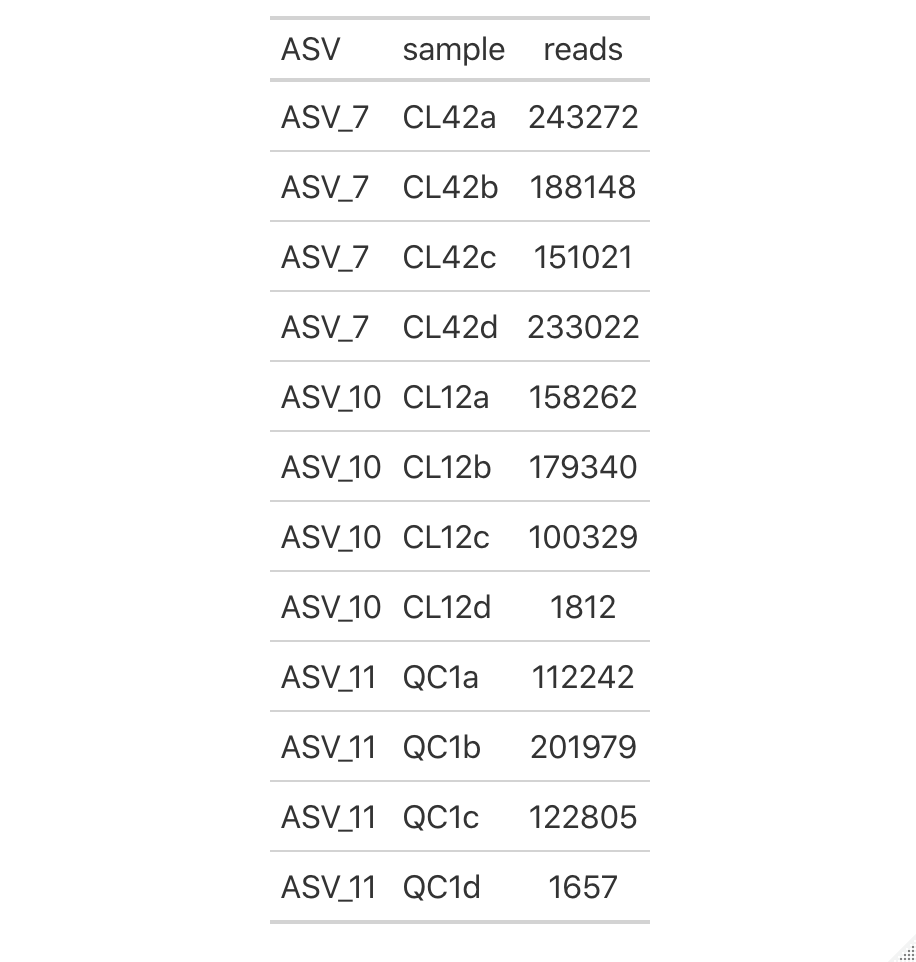 ASV sample reads
ASV_7 CL42a 243272
ASV_7 CL42b 188148
ASV_7 CL42c 151021
ASV_7 CL42d 233022
ASV_10 CL12a 158262
ASV_10 CL12b 179340
ASV_10 CL12c 100329
ASV_10 CL12d 1812
ASV_11 QC1a 112242
ASV_11 QC1b 201979
ASV_11 QC1c 122805
ASV_11 QC1d 1657